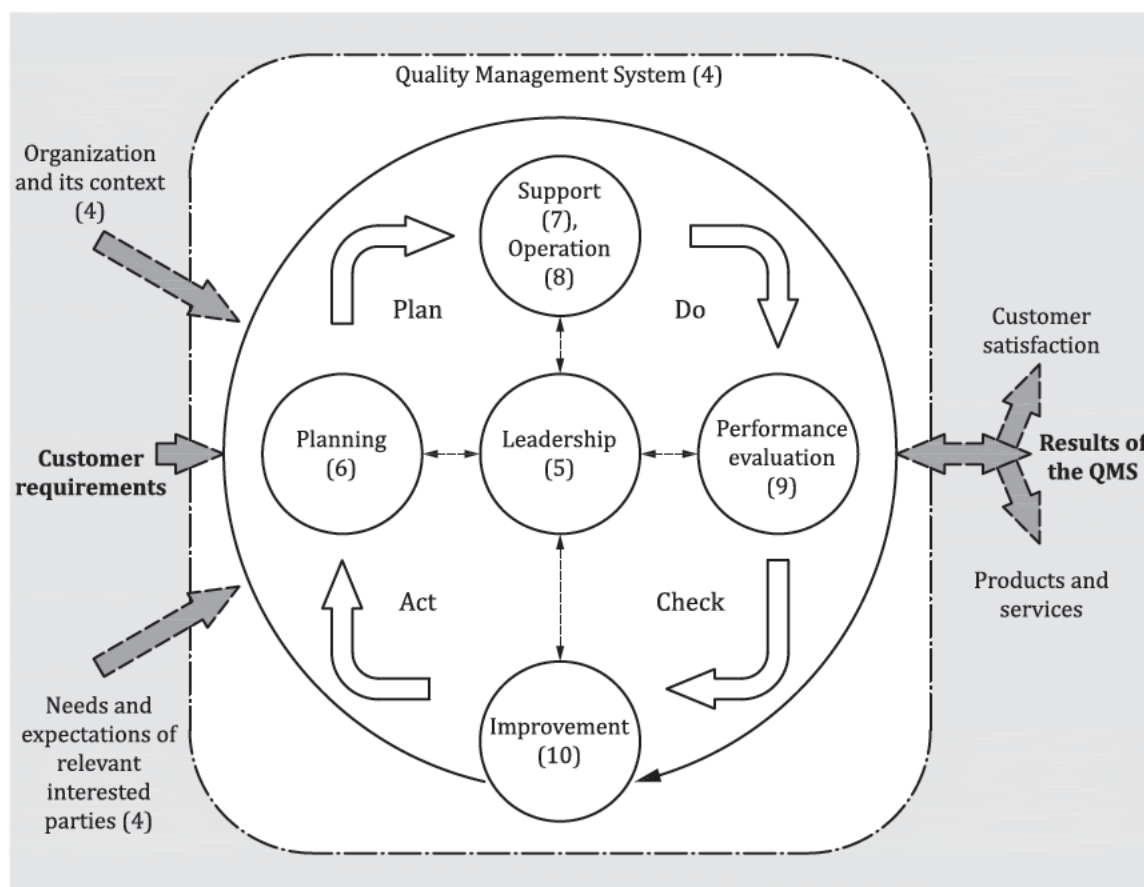 Quality Management System (4)
Organization
and its context
(4)
Support
(7),
Operation
(8)
Plan
Do
Customer
satisfaction
Planning
(6)
Leadership
(5)
Performance
evaluation
(9)
Customer
requirements
Results of
the QMS
Act
Check
Products and
services
Improvement
(10)
Needs and
expectations of
relevant
interested
parties (4)